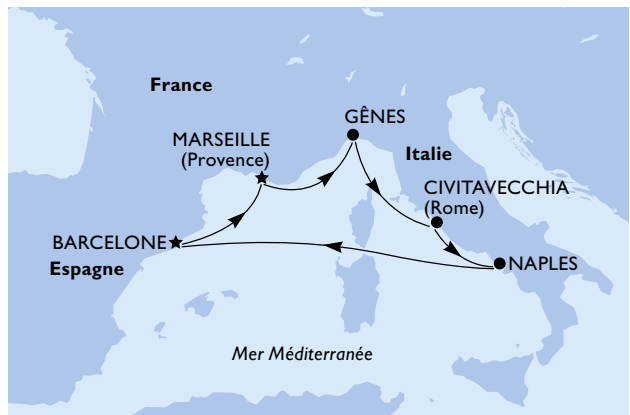 France
GÊNES
MARSEILLE
(Provence)
Italie
CIVITAVECCHIA
(Rome)
BARCELONE
Espagne
NAPLES
Mer Méditerranée